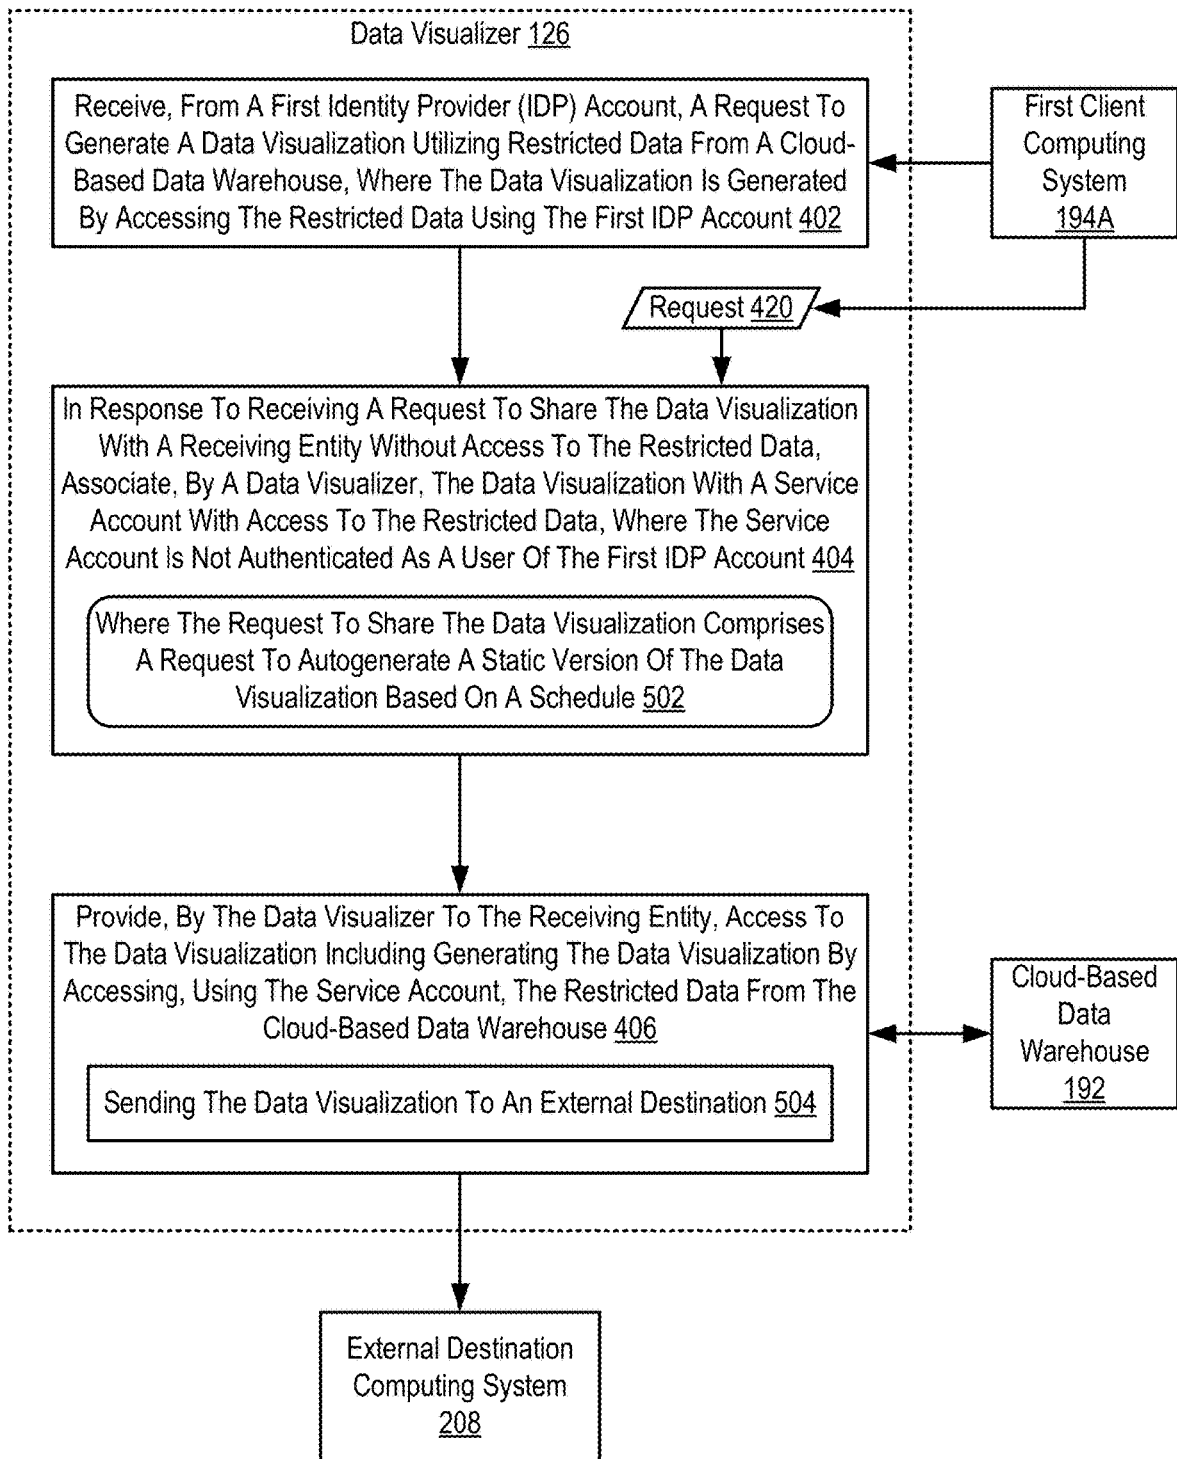 Data Visualizer 126
Receive, From A First Identity Provider (IDP) Account, A Request To
Generate A Data Visualization Utilizing Restricted Data From A Cloud-
Based Data Warehouse, Where The Data Visualization Is Generated
By Accessing The Restricted Data Using The First IDP Account 402
First Client
Computing
System
194A
Request 420
In Response To Receiving A Request To Share The Data Visualization
With A Receiving Entity Without Access To The Restricted Data,
Associate, By A Data Visualizer, The Data Visualization With A Service
Account With Access To The Restricted Data, Where The Service
Account Is Not Authenticated As A User Of The First IDP Account 404
Where The Request To Share The Data Visualization Comprises
A Request To Autogenerate A Static Version Of The Data
Visualization Based On A Schedule 502
Provide, By The Data Visualizer To The Receiving Entity, Access To
The Data Visualization Including Generating The Data Visualization By
Accessing, Using The Service Account, The Restricted Data From The
Cloud-Based Data Warehouse 406
Sending The Data Visualization To An External Destination 504
Cloud-Based
Data
Warehouse
192
External Destination
Computing System
208